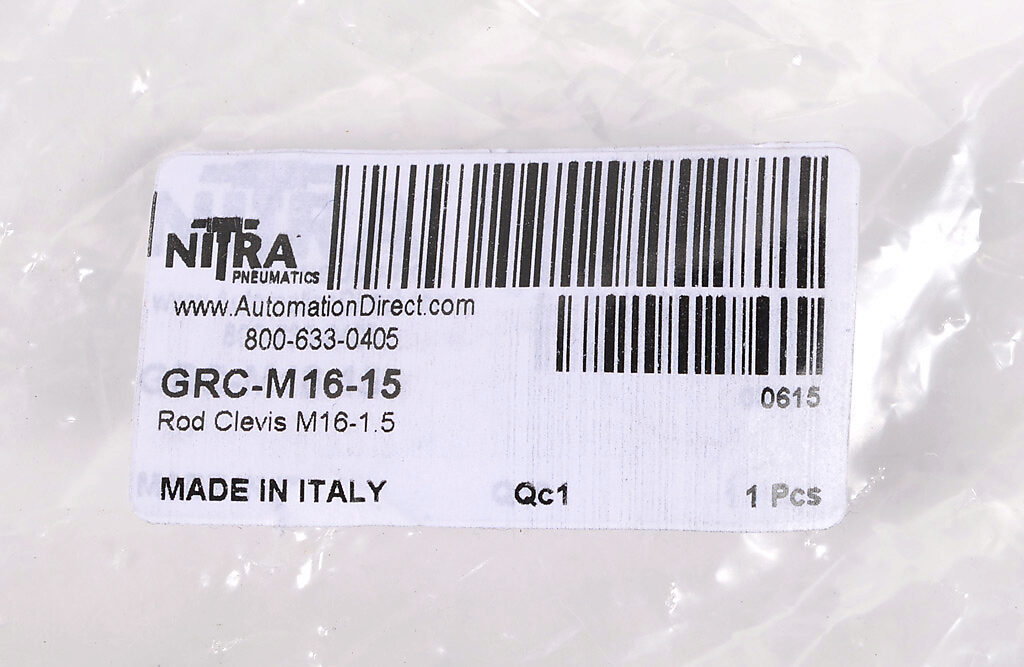 NITRA
PNEUMATICS
www.AutomationDirect.com
800-633-0405
GRC-M16-15
0615
Rod Clevis M16-1.5
MADE IN ITALY Qc1 1 Pcs